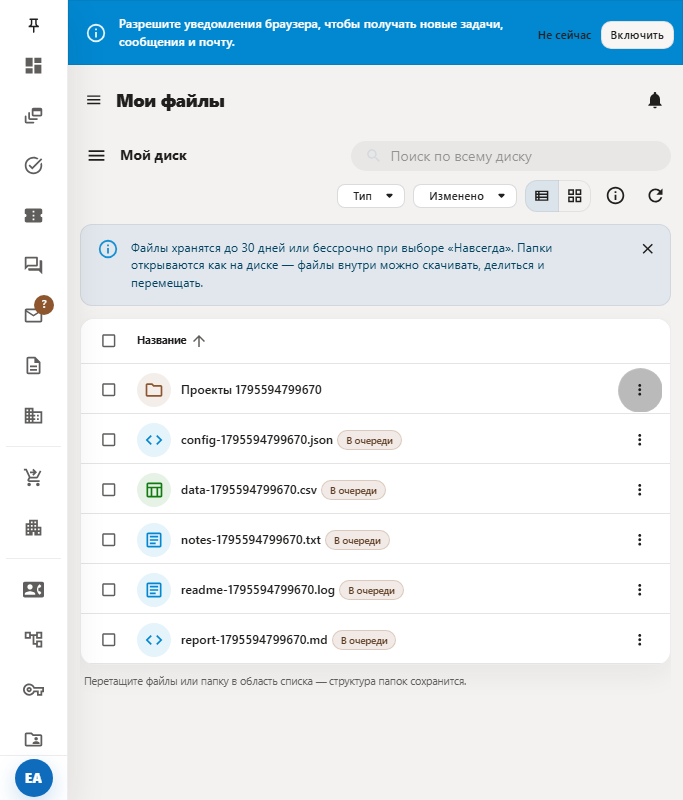 Разрешите уведомления браузера, чтобы получать новые задачи,
сообщения и почту.
Не сейчас
Включить
Мои файлы
Мой диск
Поиск по всему диску
Тип
Изменено
Файлы хранятся до 30 дней или бессрочно при выборе «Навсегда». Папки
открываются как на диске — файлы внутри можно скачивать, делиться и
перемещать.
?
Название
Проекты 1795594799670
config-1795594799670.json В очереди
data-1795594799670.csv В очереди
notes-1795594799670.txt В очереди
readme-1795594799670.log В очереди
report-1795594799670.md В очереди
Перетащите файлы или папку в область списка — структура папок сохранится.
EA